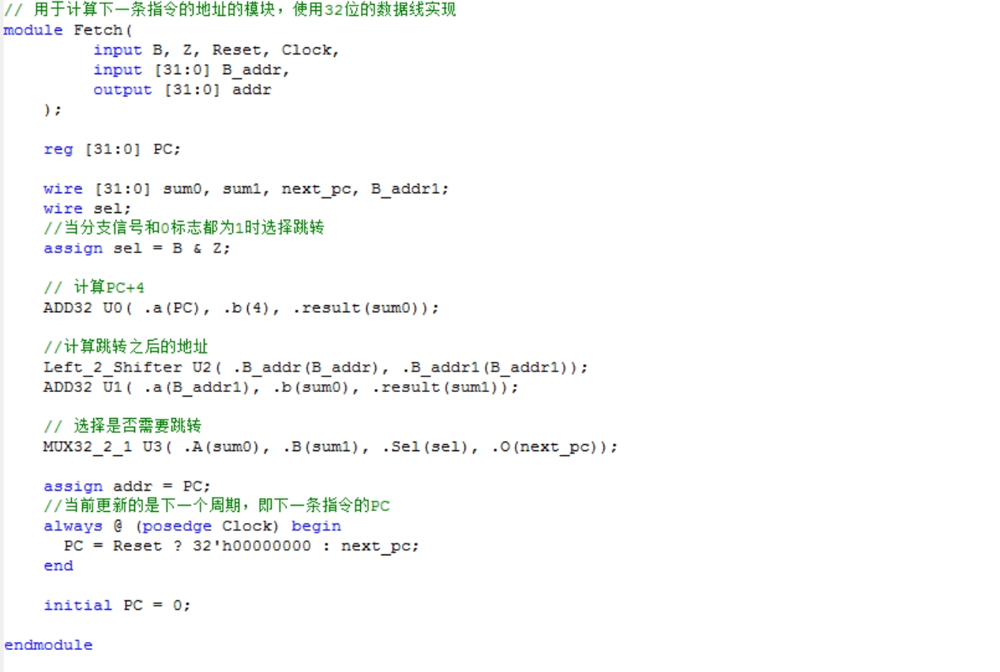 // 用于计算下一条指令的地址的模块，使用32位的数据线实现
module Fetch(
input B, Z, Reset, Clock,
input [31:0] B_addr,
output [31:0] addr
);
reg [31:0] PC;
wire [31:0] sum0, sum1, next_pc, B_addr1;
wire sel;
//当分支信号和0标志都为1时选择跳转
assign sel = B & Z;
// 计算PC+4
ADD32 U0( .a(PC), .b(4), .result(sum0));
//计算跳转之后的地址
Left_2_Shifter U2( .B_addr(B_addr), .B_addr1(B_addr1));
ADD32 U1( .a(B_addr1), .b(sum0), .result(sum1));
// 选择是否需要跳转
MUX32_2_1 U3( .A(sum0), .B(sum1), .Sel(sel), .O(next_pc));
assign addr = PC;
//当前更新的是下一个周期，即下一条指令的PC
always @ (posedge Clock) begin
PC = Reset ? 32'h00000000 : next_pc;
end
initial PC = 0;
endmodule